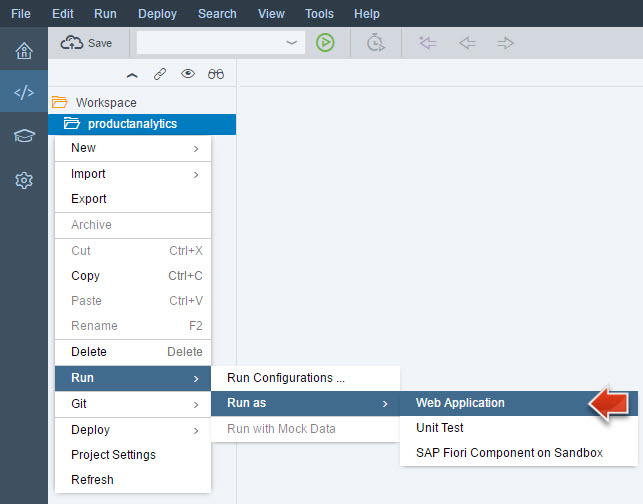 File Edit Run Deploy Search View Tools Help
Save
Workspace
productanalytics
New
Import
Export
Archive
Cut Ctrl+X
Copy Ctrl+C
Paste Ctrl+V
Rename F2
Delete Delete
Run
Git
Deploy
Project Settings
Refresh
Run Configurations ...
Run as
Run with Mock Data
Web Application
Unit Test
SAP Fiori Component on Sandbox